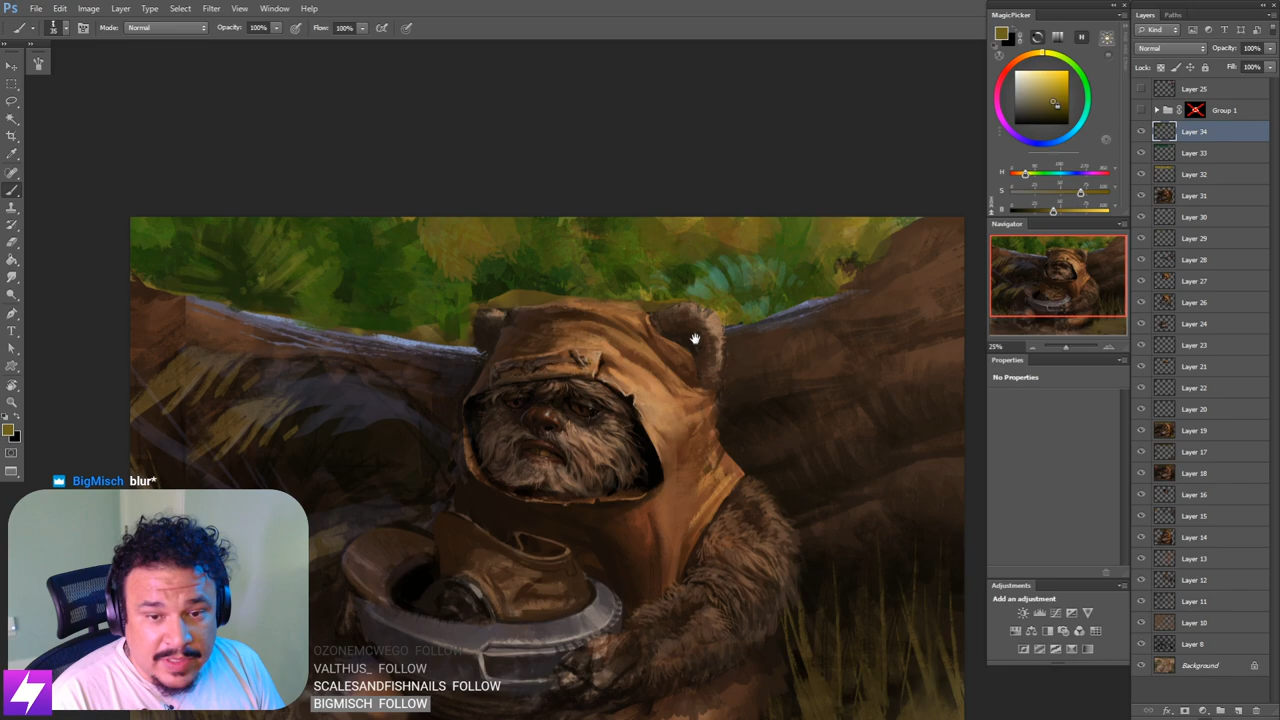 Ps File Edit Image Layer Type Select Filter View Window Help
35 Mode: Normal Opacity: 100% Flow: 100%
MagicPicker
H
H
S
B
Navigator
25%
Properties
No Properties
Adjustments
Add an adjustment
Layers Paths
Kind
Normal Opacity: 100%
Lock: Fill: 100%
Layer 25
Group 1
Layer 34
Layer 33
Layer 32
Layer 31
Layer 30
Layer 29
Layer 28
Layer 27
Layer 26
Layer 24
Layer 23
Layer 21
Layer 22
Layer 20
Layer 19
Layer 17
Layer 18
Layer 16
Layer 15
Layer 14
Layer 13
Layer 12
Layer 11
Layer 10
Layer 8
Background
BigMisch blur*
OZONEMCWEGO FOLLOW
VALTHUS_ FOLLOW
SCALESANDFISHNAILS FOLLOW
BIGMISCH FOLLOW